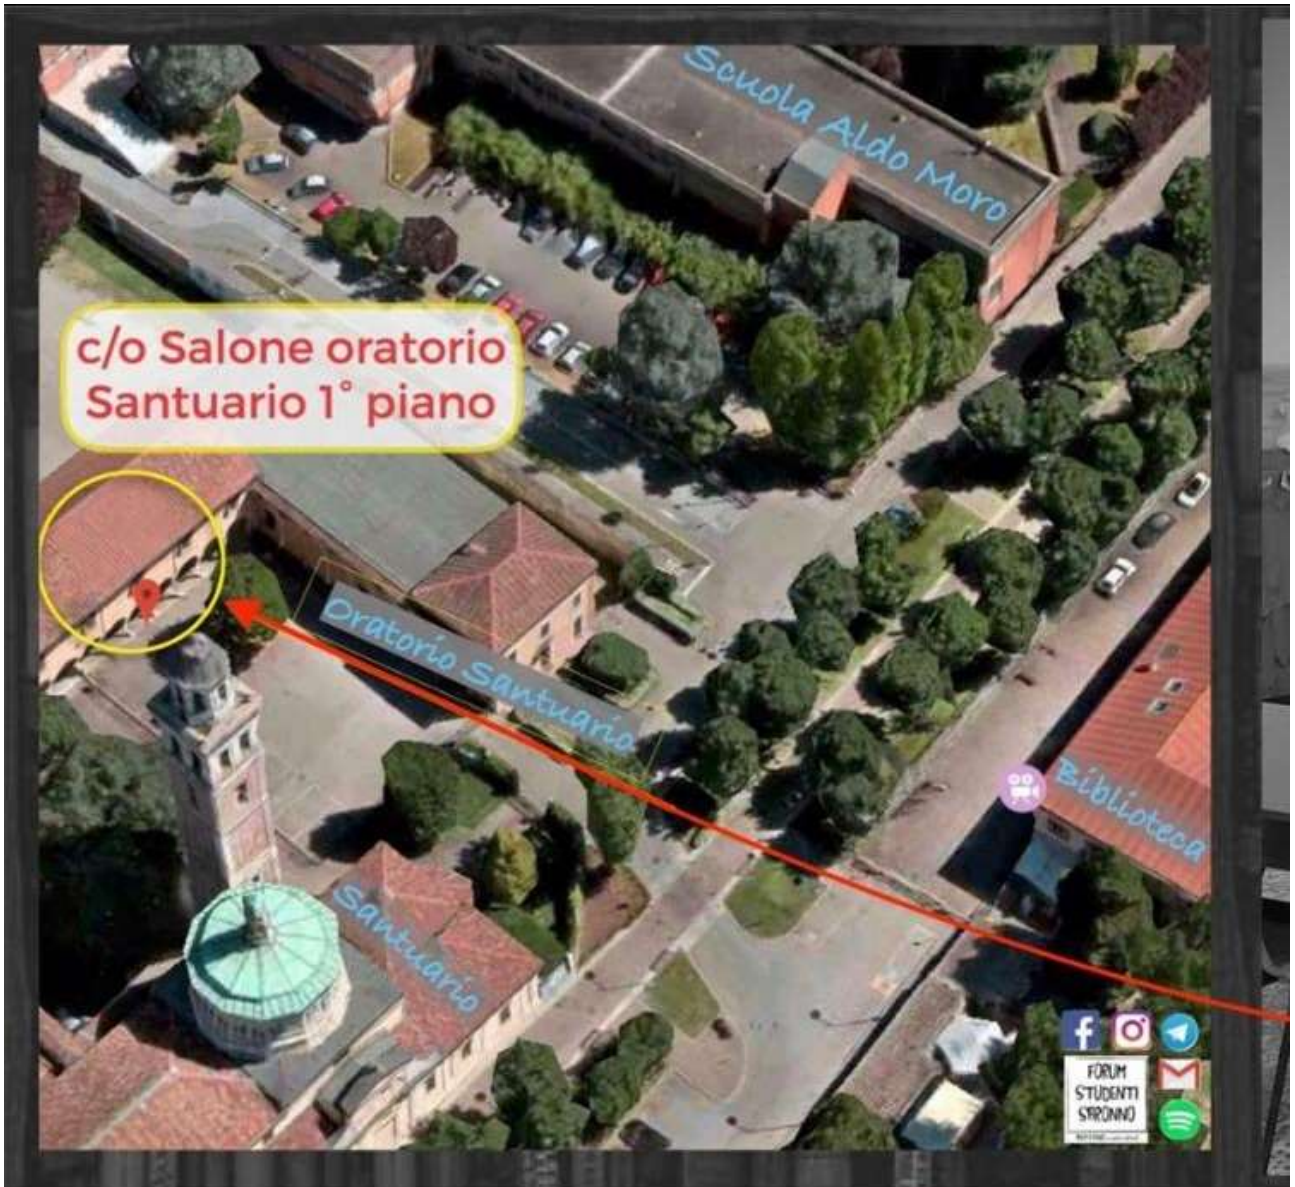 Scuola Aldo Moro
c/o Salone oratorio
Santuario 1° piano
Oratorio Santuario
Biblioteca
Santuario
FORUM
STUDENTI
SARONNO